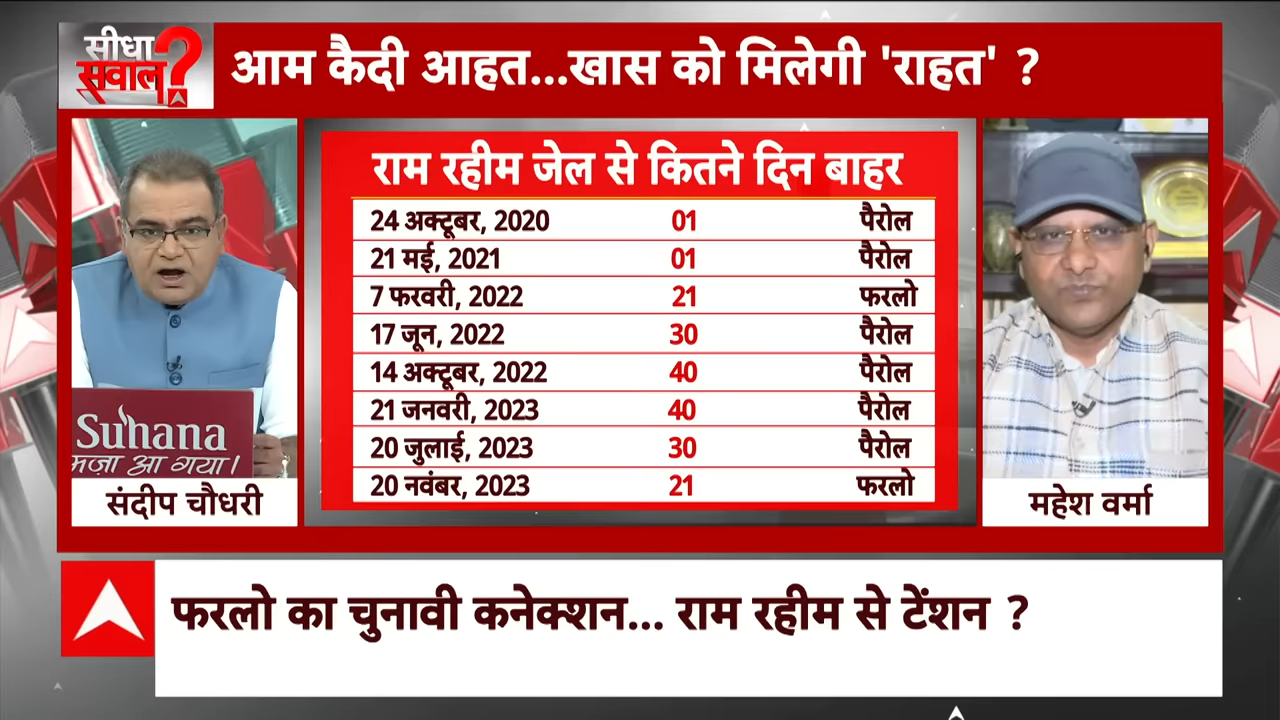 सीधा
सवाल?
आम कैदी आहत...खास को मिलेगी 'राहत' ?
राम रहीम जेल से कितने दिन बाहर
24 अक्टूबर, 2020 01 पैरोल
21 मई, 2021 01 पैरोल
7 फरवरी, 2022 21 फरलो
17 जून, 2022 30 पैरोल
14 अक्टूबर, 2022 40 पैरोल
21 जनवरी, 2023 40 पैरोल
20 जुलाई, 2023 30 पैरोल
20 नवंबर, 2023 21 फरलो
Suhana
मज़ा आ गया।
संदीप चौधरी
महेश वर्मा
फरलो का चुनावी कनेक्शन... राम रहीम से टेंशन ?